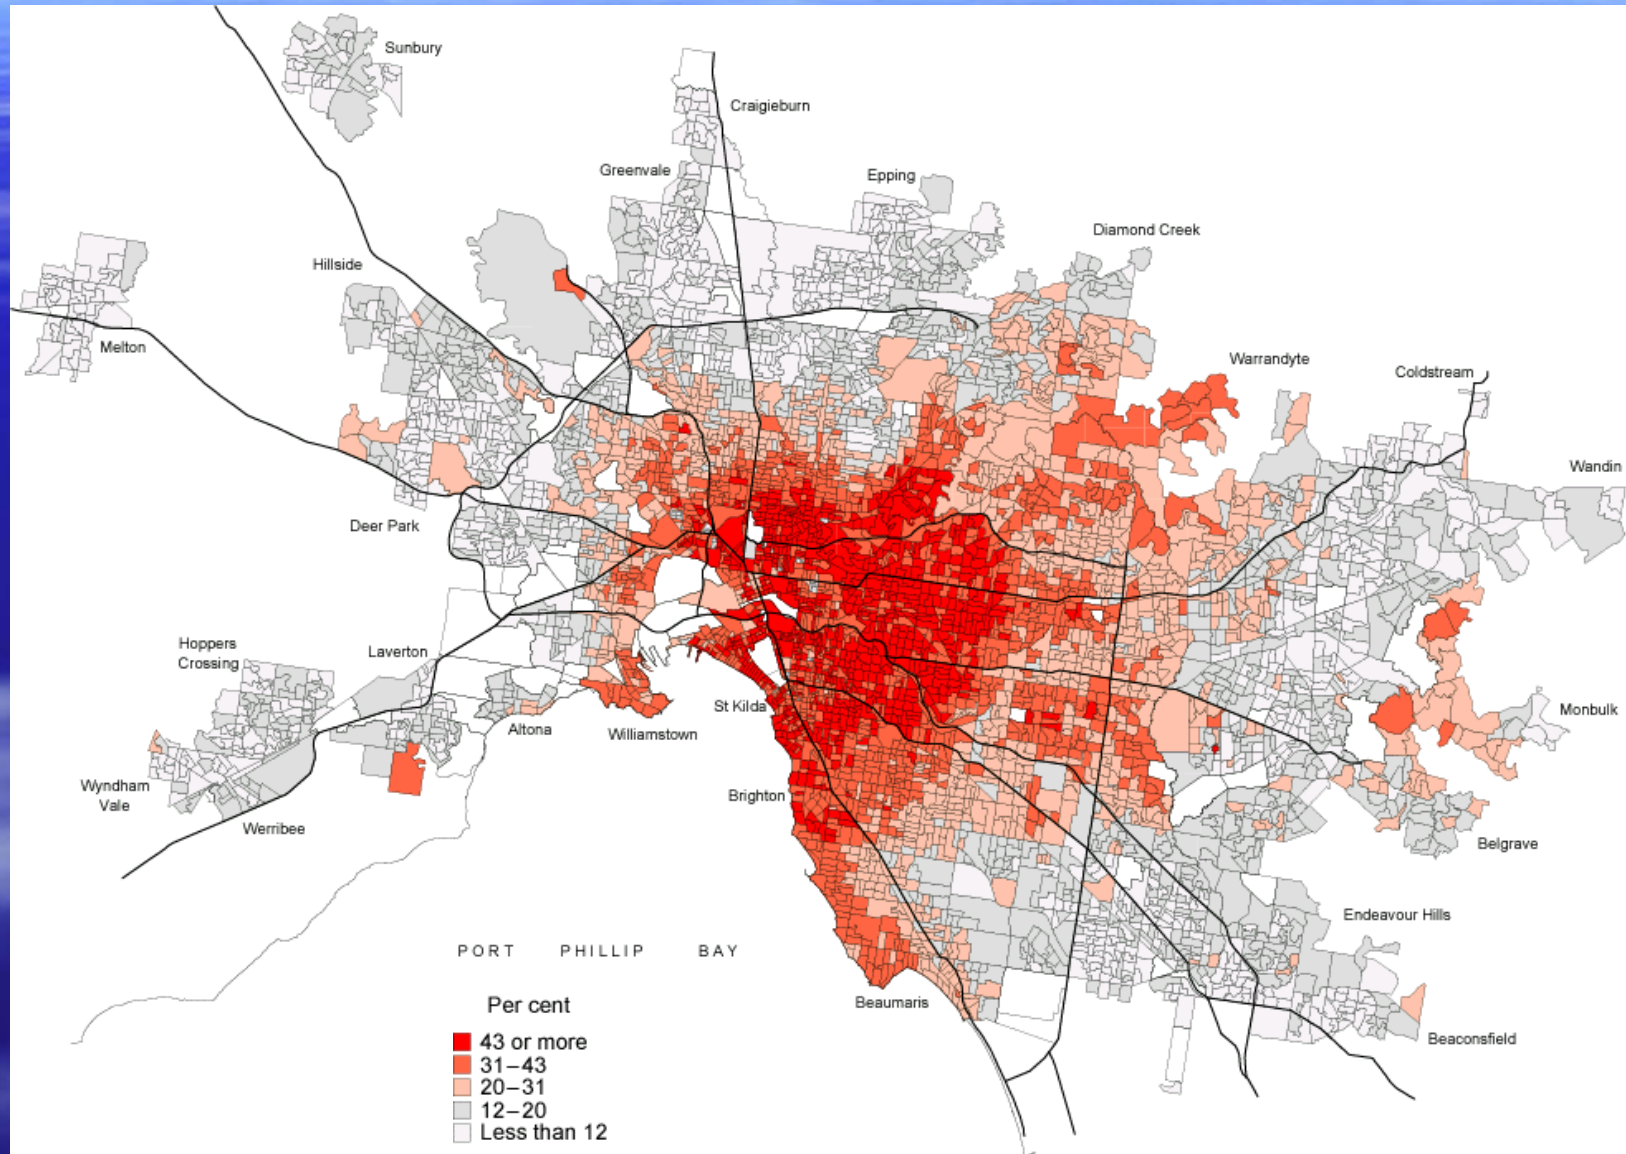 Sunbury
Craigieburn
Greenvale
Epping
Diamond Creek
Hillside
Melton
Warrandyte
Coldstream
Wandin
Deer Park
Hoppers
Crossing
Laverton
Altona
Williamstown
St Kilda
Monbulk
Wyndham
Vale
Brighton
Werribee
Belgrave
Endeavour Hills
PORT PHILLIP BAY
Beaumaris
Beaconsfield
Per cent
43 or more
31–43
20–31
12–20
Less than 12